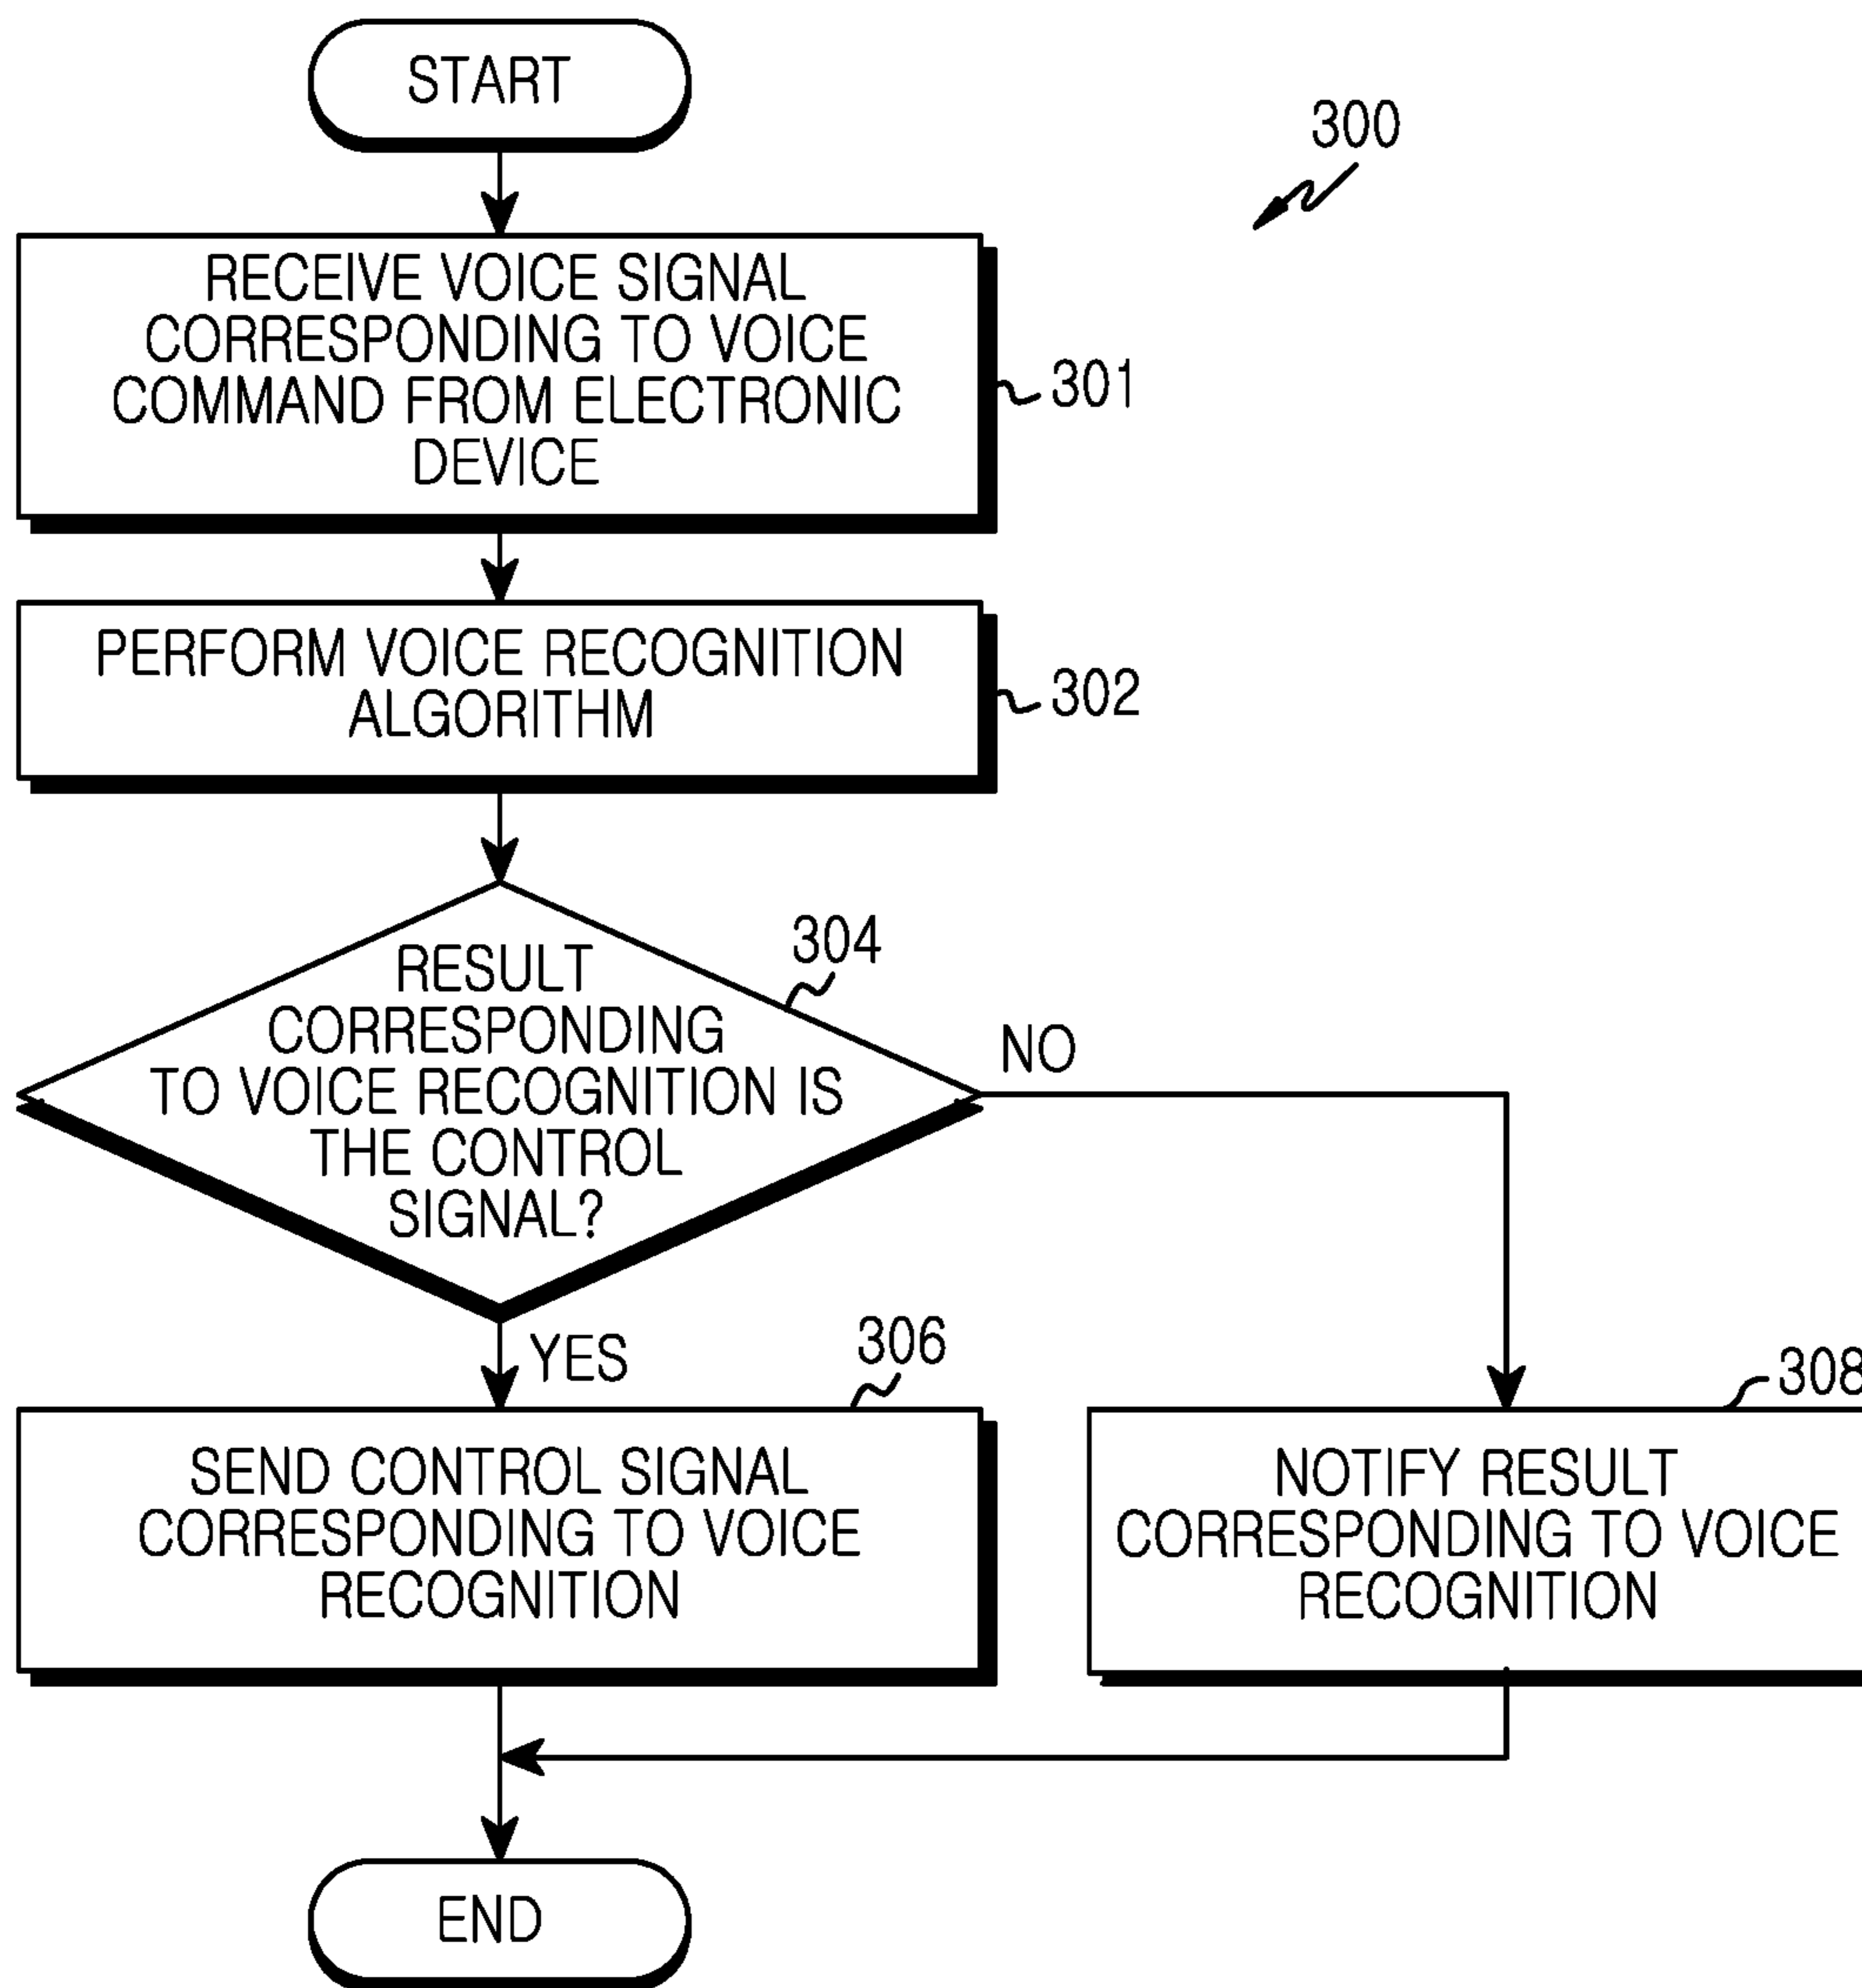 START
300
RECEIVE VOICE SIGNAL
CORRESPONDING TO VOICE
COMMAND FROM ELECTRONIC
DEVICE
301
PERFORM VOICE RECOGNITION
ALGORITHM
302
304
RESULT
CORRESPONDING
TO VOICE RECOGNITION IS
THE CONTROL
SIGNAL?
NO
YES
306
SEND CONTROL SIGNAL
CORRESPONDING TO VOICE
RECOGNITION
308
NOTIFY RESULT
CORRESPONDING TO VOICE
RECOGNITION
END